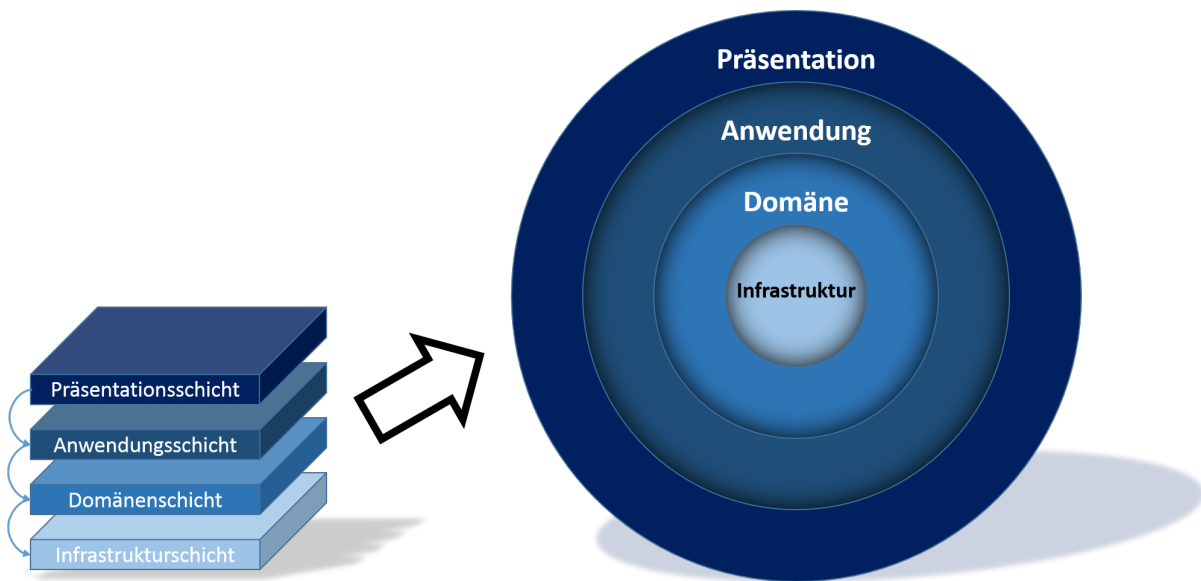 Präsentationsschicht
Anwendungsschicht
Domänenschicht
Infrastrukturschicht
Präsentation
Anwendung
Domäne
Infrastruktur